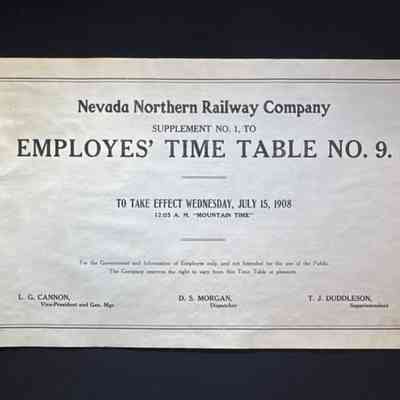 Nevada Northern Railway Company
SUPPLEMENT NO. 1, TO
EMPLOYES' TIME TABLE NO. 9.
TO TAKE EFFECT WEDNESDAY, JULY 15, 1908
12:05 A. M. "MOUNTAIN TIME"
For the Government and Information of Employes only, and not intended for the use of the Public.
The Company reserves the right to vary from this Time Table at pleasure.
L. G. CANNON, D. S. MORGAN, T. J. DUDDLESON,
Vice-President and Gen. Mgr. Dispatcher Superintendent